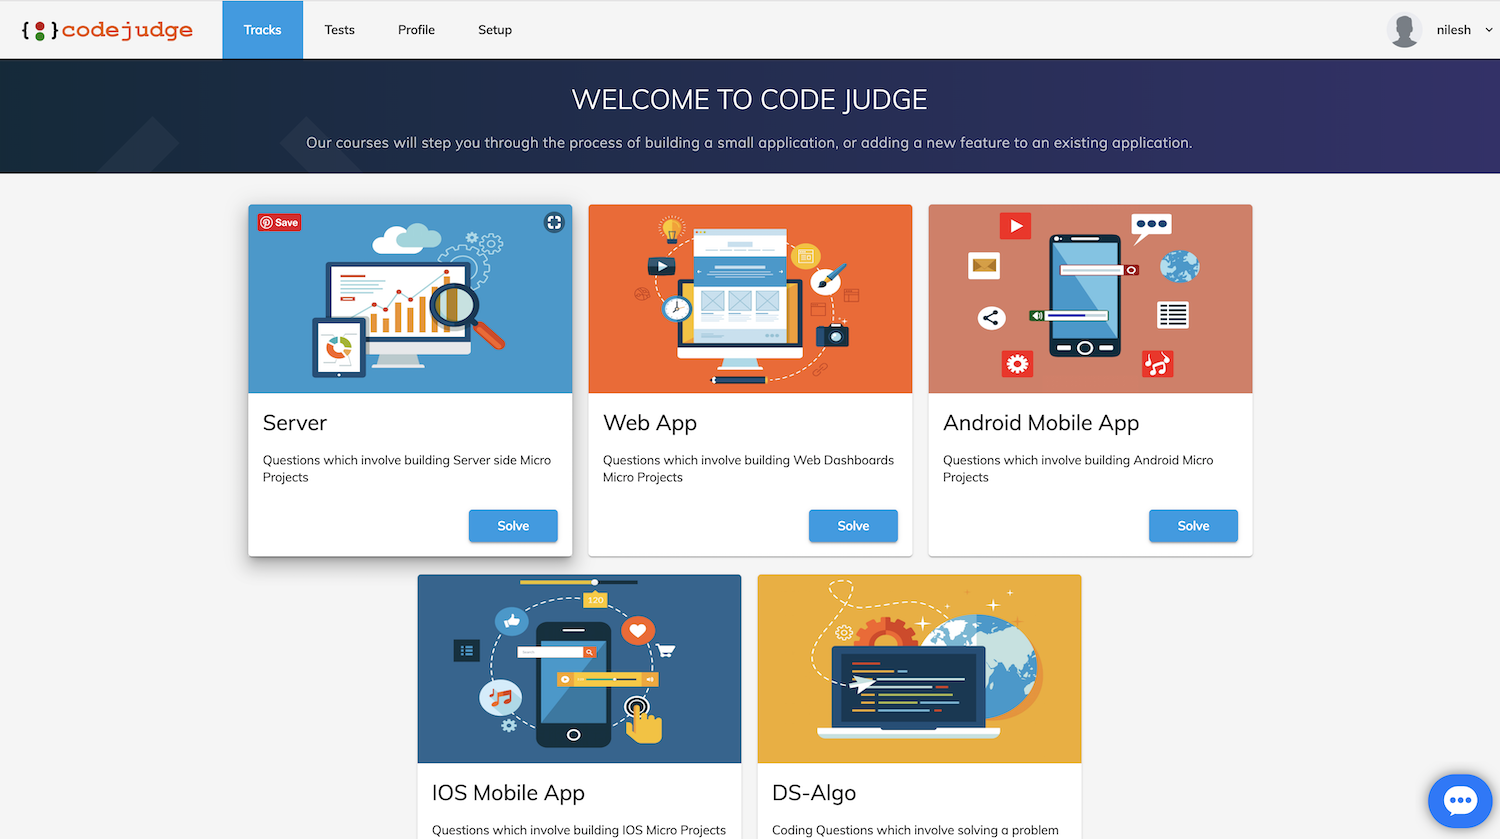 {:}codejudge
Tracks
Tests
Profile
Setup
nilesh
WELCOME TO CODE JUDGE
Our courses will step you through the process of building a small application, or adding a new feature to an existing application.
Save
Server
Questions which involve building Server side Micro
Projects
Solve
Web App
Questions which involve building Web Dashboards
Micro Projects
Solve
Android Mobile App
Questions which involve building Android Micro
Projects
Solve
120
IOS Mobile App
Questions which involve building IOS Micro Projects
DS-Algo
Coding Questions which involve solving a problem